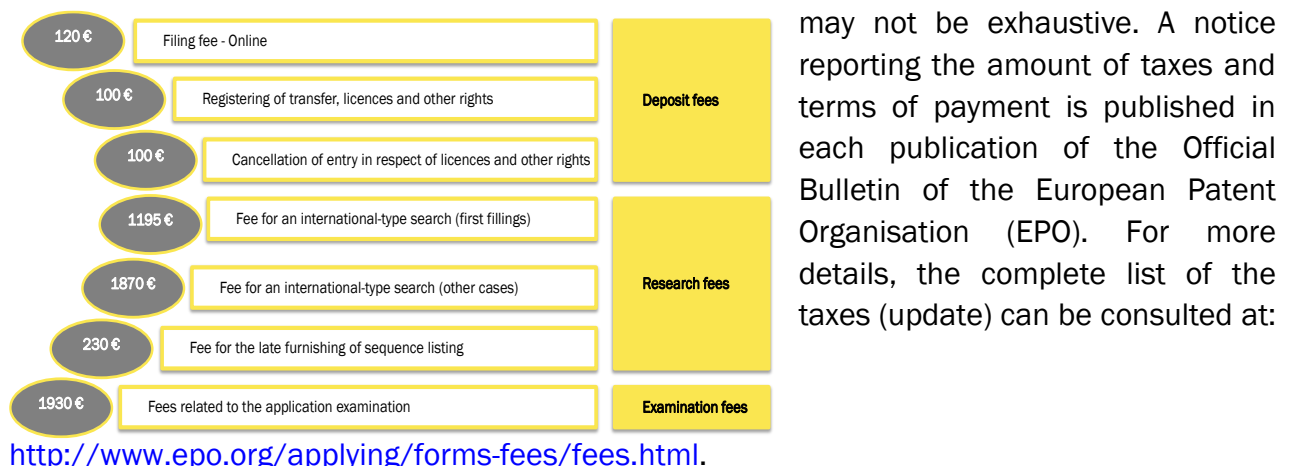 120 €
Filing fee - Online
100 €
Registering of transfer, licences and other rights
Deposit fees
100 €
Cancellation of entry in respect of licences and other rights
1195 €
Fee for an international-type search (first fillings)
1870 €
Fee for an international-type search (other cases)
Research fees
230 €
Fee for the late furnishing of sequence listing
1930 €
Fees related to the application examination
Examination fees
may not be exhaustive. A notice
reporting the amount of taxes and
terms of payment is published in
each publication of the Official
Bulletin of the European Patent
Organisation (EPO). For more
details, the complete list of the
taxes (update) can be consulted at:
http://www.epo.org/applying/forms-fees/fees.html.